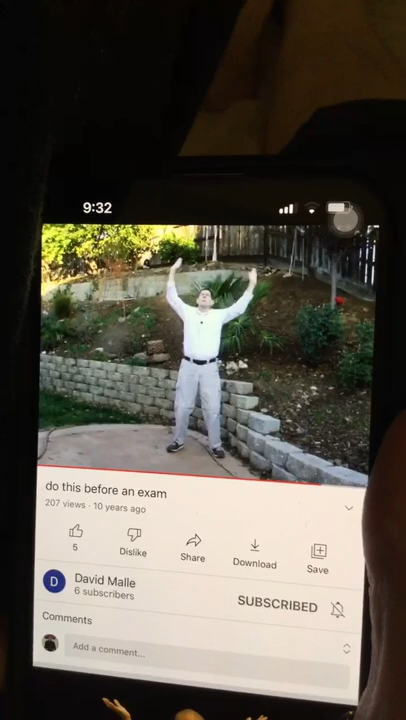 9:32
do this before an exam
207 views · 10 years ago
5
Dislike
Share
Download
Save
D
David Malle
6 subscribers
SUBSCRIBED
Comments
Add a comment...